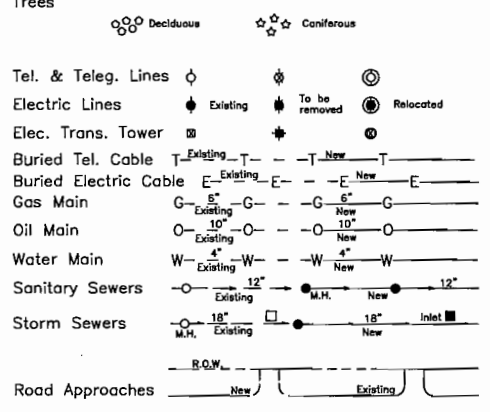 Trees
Deciduous Coniferous
Tel. & Teleg. Lines
Electric Lines Existing To be removed Relocated
Elec. Trans. Tower
Buried Tel. Cable T Existing T T New T
Buried Electric Cable E Existing E E New E
Gas Main G 6" Existing G G 6" New G
Oil Main O 10" Existing O O 10" New O
Water Main W 4" Existing W W 4" New W
Sanitary Sewers 12" Existing M.H. New 12"
Storm Sewers M.H. 18" Existing 18" New Inlet
R.O.W.
Road Approaches New Existing